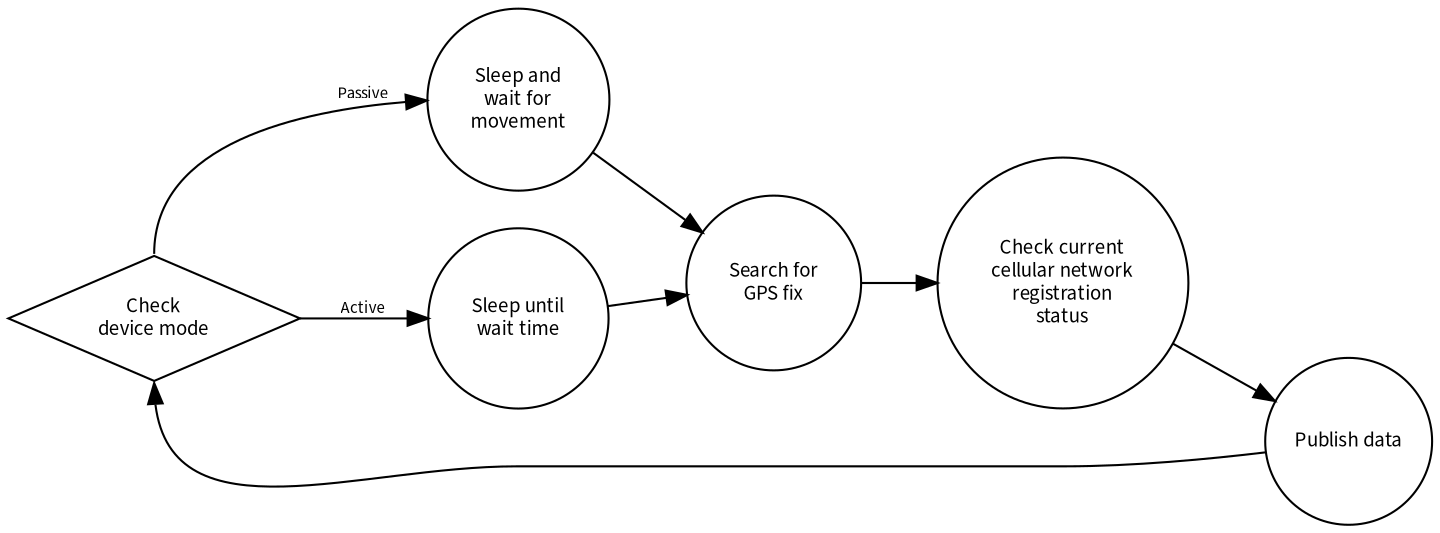 Passive
Sleep and
wait for
movement
Check
device mode
Active
Sleep until
wait time
Search for
GPS fix
Check current
cellular network
registration
status
Publish data